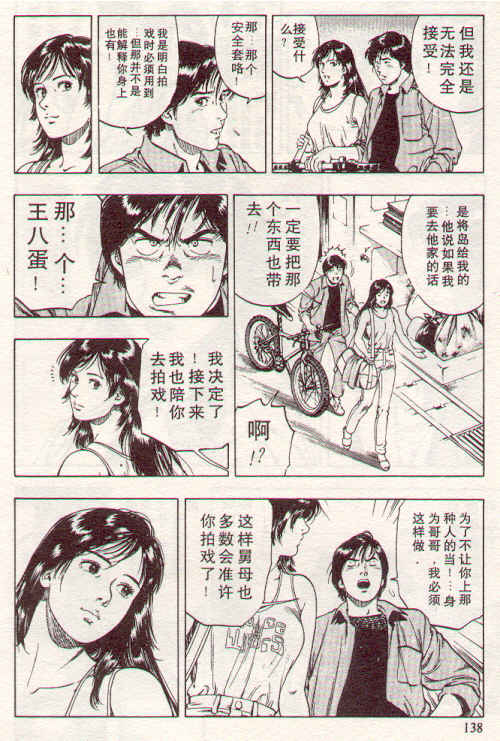 但我还是
无法完全
接受！
接受什
么？
那…那个
安全套咯
我是明白拍
戏时必须用到
…但那并不是
能解释你身上
也有！
是将岛给我的
…他说如果我
要去他家的话
一定要把那
个东西也带
去！！
啊
！？
那…个…
王八蛋！
我决定了
！接下来
我也陪你
去拍戏！
为了不让你上那
种人的当！…身
为哥哥，我必须
这样做．
这样舅母也
多数会准许
你拍戏了！
138